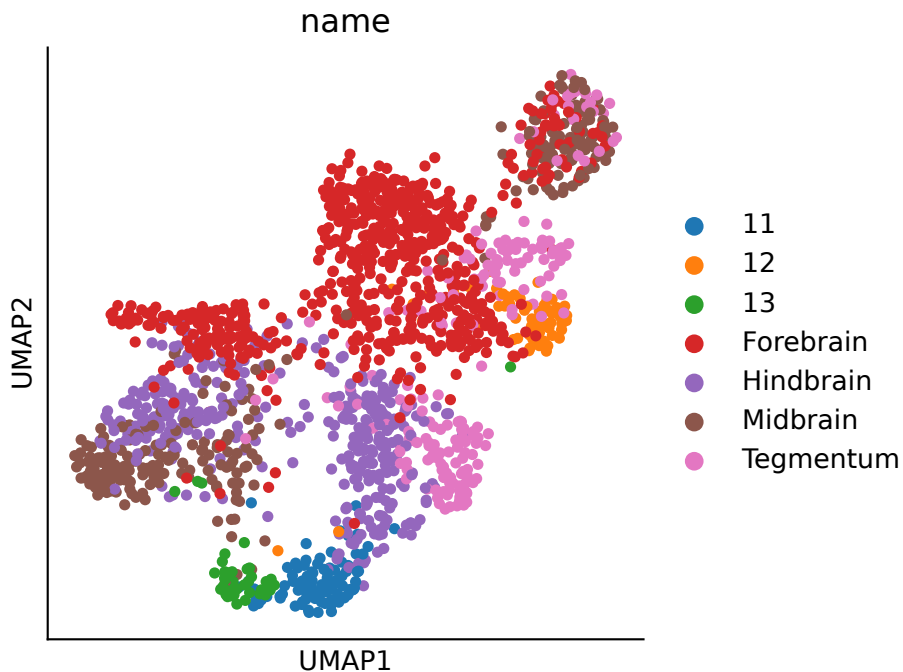 name
UMAP2
UMAP1
11
12
13
Forebrain
Hindbrain
Midbrain
Tegmentum